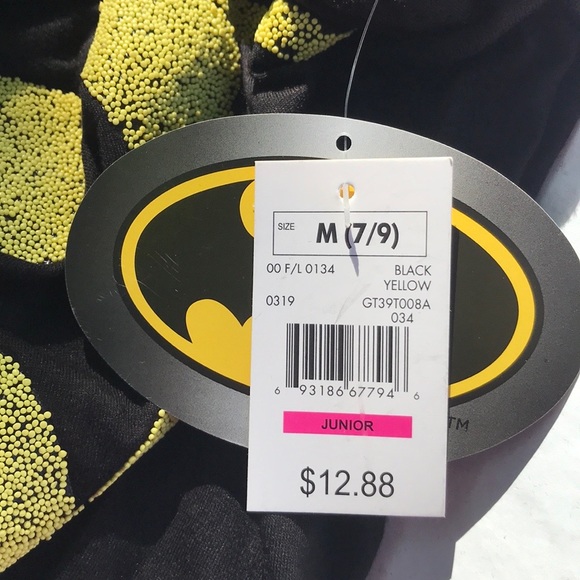 SIZE M (7/9)
00 F/L 0134 BLACK
YELLOW
0319 GT39T008A
034
6 93186 67794 6
JUNIOR
$12.88
TM